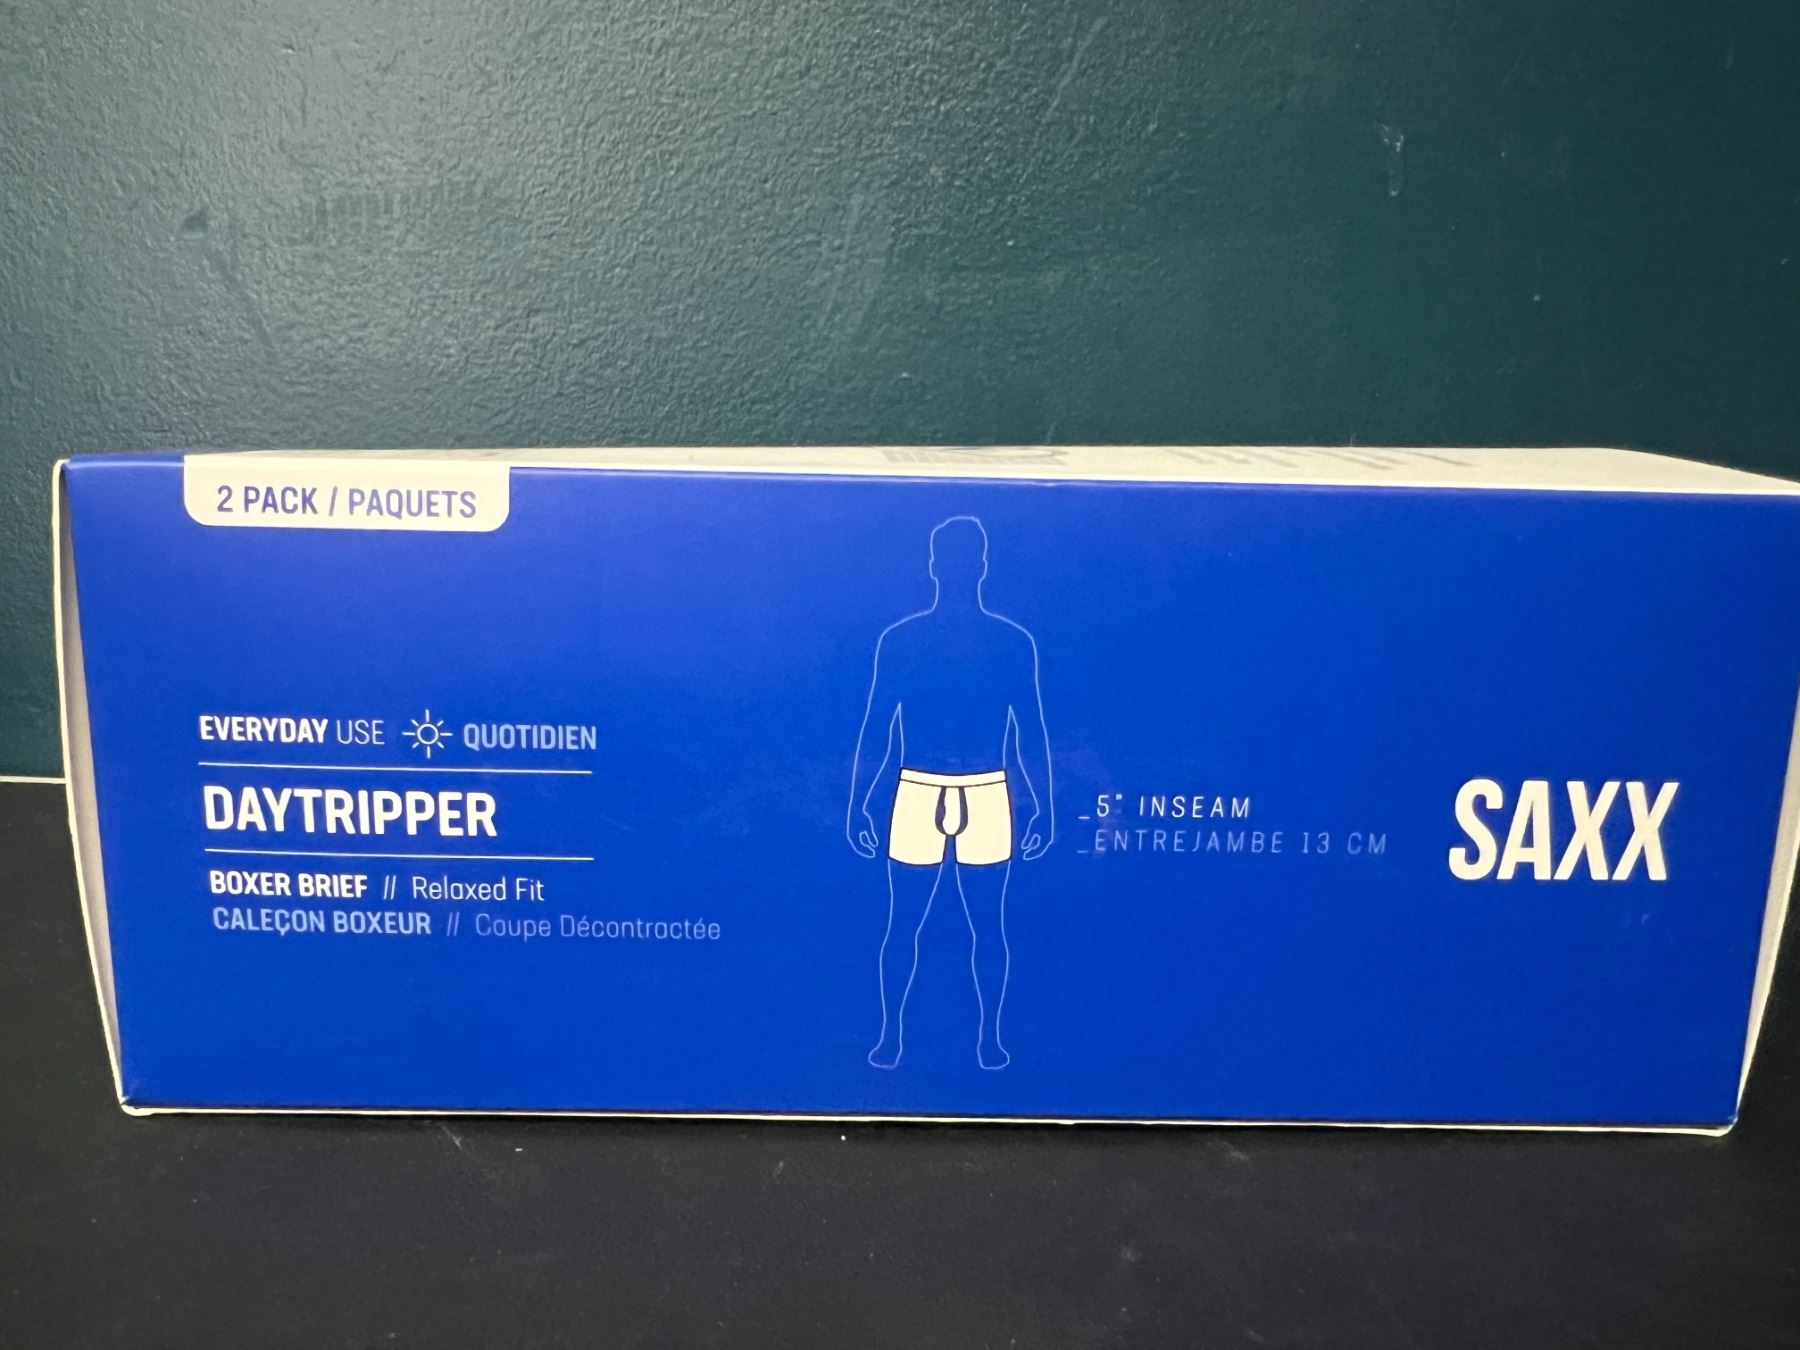 2 PACK / PAQUETS
EVERYDAY USE QUOTIDIEN
DAYTRIPPER
BOXER BRIEF // Relaxed Fit
CALEÇON BOXEUR // Coupe Décontractée
_5" INSEAM
_ENTREJAMBE 13 CM
SAXX